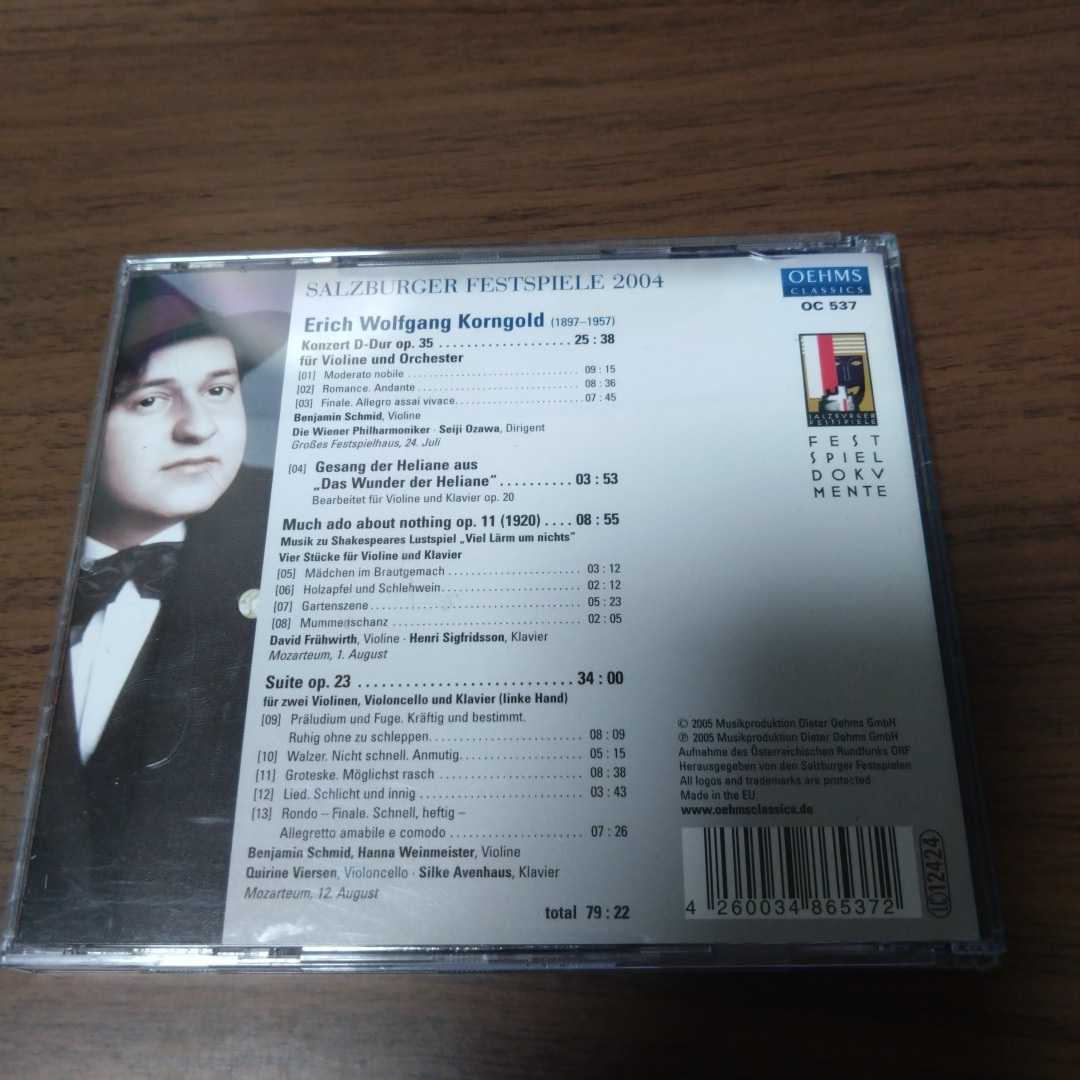 SALZBURGER FESTSPIELE 2004
OEHMS
CLASSICS
OC 537
Erich Wolfgang Korngold (1897–1957)
Konzert D-Dur op. 35 .................. 25 : 38
für Violine und Orchester
[01] Moderato nobile .................. 09 : 15
[02] Romance. Andante .................. 08 : 36
[03] Finale. Allegro assai vivace .................. 07 : 45
Benjamin Schmid, Violine
Die Wiener Philharmoniker · Seiji Ozawa, Dirigent
Großes Festspielhaus, 24. Juli
[04] Gesang der Heliane aus
„Das Wunder der Heliane“ .......... 03 : 53
Bearbeitet für Violine und Klavier op. 20
Much ado about nothing op. 11 (1920) .... 08 : 55
Musik zu Shakespeares Lustspiel „Viel Lärm um nichts“
Vier Stücke für Violine und Klavier
[05] Mädchen im Brautgemach .................. 03 : 12
[06] Holzapfel und Schlehwein .................. 02 : 12
[07] Gartenszene .................. 05 : 23
[08] Mummenschanz .................. 02 : 05
David Frühwirth, Violine · Henri Sigfridsson, Klavier
Mozarteum, 1. August
Suite op. 23 .................. 34 : 00
für zwei Violinen, Violoncello und Klavier (linke Hand)
[09] Präludium und Fuge. Kräftig und bestimmt.
Ruhig ohne zu schleppen .................. 08 : 09
[10] Walzer. Nicht schnell. Anmutig .................. 05 : 15
[11] Groteske. Möglichst rasch .................. 08 : 38
[12] Lied. Schlicht und innig .................. 03 : 43
[13] Rondo – Finale. Schnell, heftig –
Allegretto amabile e comodo .................. 07 : 26
Benjamin Schmid, Hanna Weinmeister, Violine
Quirine Viersen, Violoncello · Silke Avenhaus, Klavier
Mozarteum, 12. August
total 79 : 22
SALZBURGER
FESTSPIELE
FEST
SPIEL
DOKV
MENTE
© 2005 Musikproduktion Dieter Oehms GmbH
℗ 2005 Musikproduktion Dieter Oehms GmbH
Aufnahme des Österreichischen Rundfunks ORF
Herausgegeben von den Salzburger Festspielen
All logos and trademarks are protected
Made in the EU
www.oehmsclassics.de
4 260034 865372
LC 12424